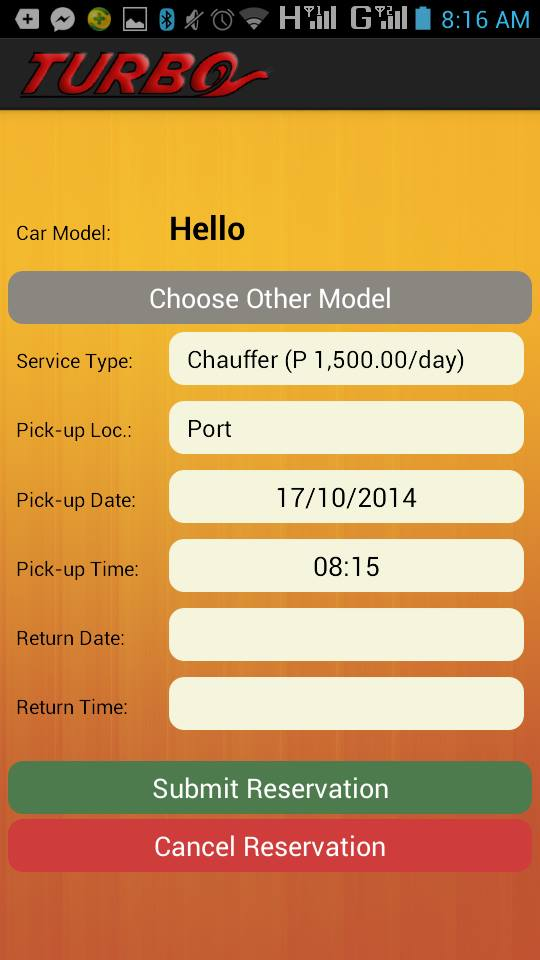 H 1 G 2 8:16 AM
TURBO
Car Model: Hello
Choose Other Model
Service Type: Chauffer (P 1,500.00/day)
Pick-up Loc.: Port
Pick-up Date: 17/10/2014
Pick-up Time: 08:15
Return Date:
Return Time:
Submit Reservation
Cancel Reservation